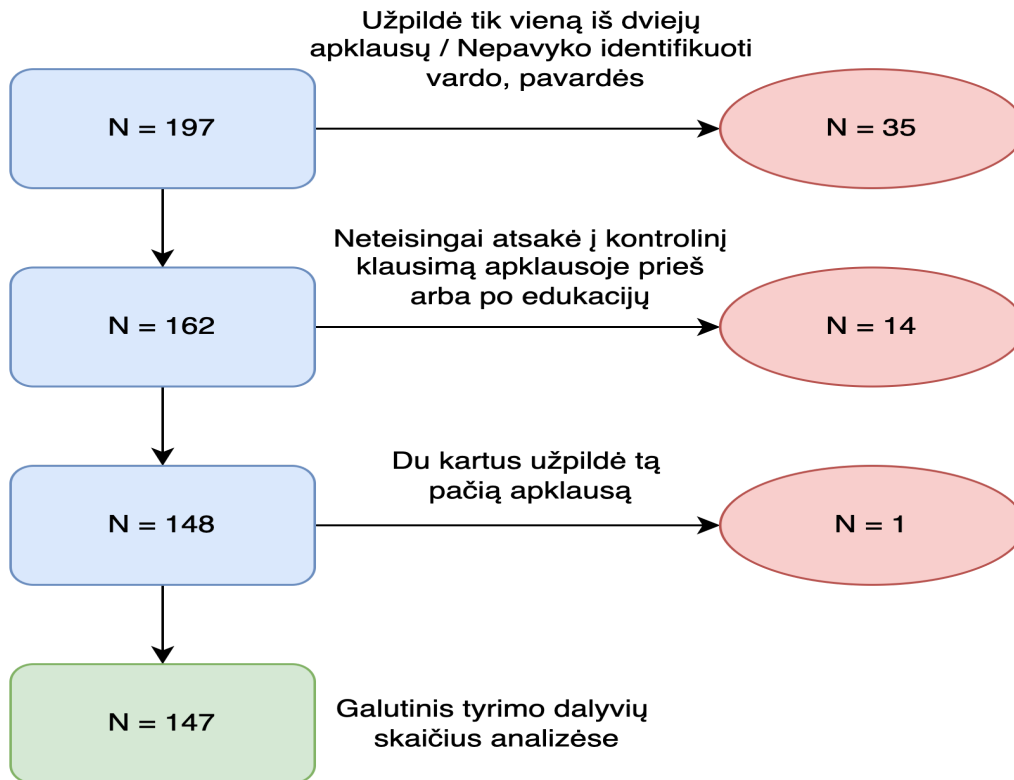 Užpildė tik vieną iš dviejų
apklausų / Nepavyko identifikuoti
vardo, pavardės
N = 197
N = 35
Neteisingai atsakė į kontrolinį
klausimą apklausoje prieš
arba po edukacijų
N = 162
N = 14
Du kartus užpildė tą
pačią apklausą
N = 148
N = 1
N = 147
Galutinis tyrimo dalyvių
skaičius analizėse